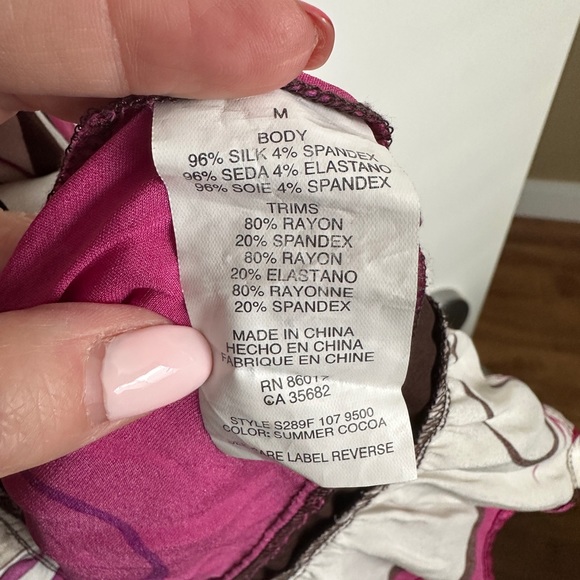 M
BODY
96% SILK 4% SPANDEX
96% SEDA 4% ELASTANO
96% SOIE 4% SPANDEX
TRIMS
80% RAYON
20% SPANDEX
80% RAYON
20% ELASTANO
80% RAYONNE
20% SPANDEX
MADE IN CHINA
HECHO EN CHINA
FABRIQUE EN CHINE
RN
CA 35682
STYLE S289F 107 9500
COLOR: SUMMER COCOA
CARE LABEL REVERSE